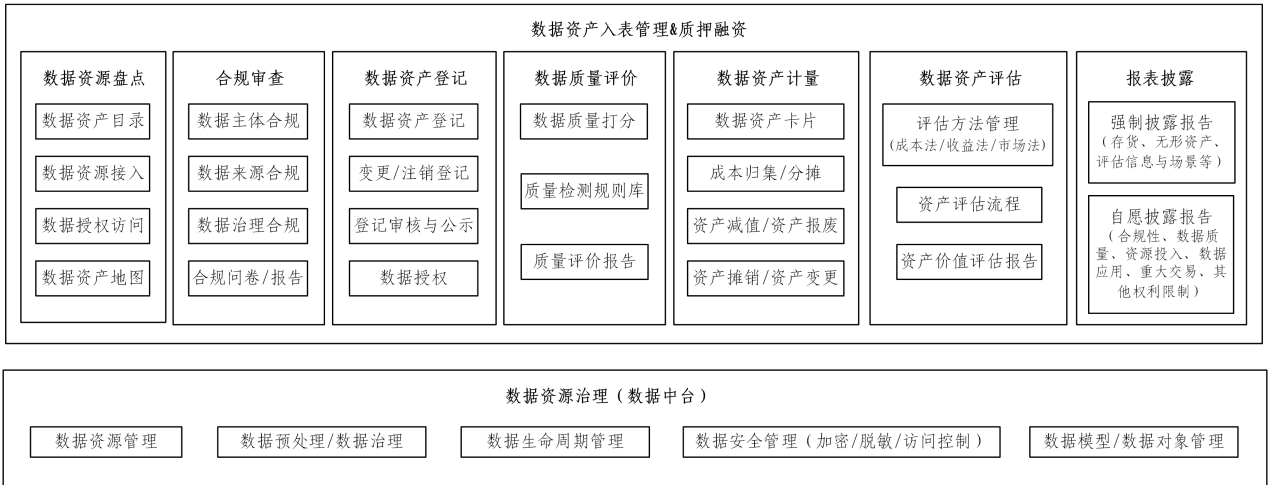 数据资产入表管理&质押融资
数据资源盘点
数据资产目录
数据资源接入
数据授权访问
数据资产地图
合规审查
数据主体合规
数据来源合规
数据治理合规
合规问卷/报告
数据资产登记
数据资产登记
变更/注销登记
登记审核与公示
数据授权
数据质量评价
数据质量打分
质量检测规则库
质量评价报告
数据资产计量
数据资产卡片
成本归集/分摊
资产减值/资产报废
资产摊销/资产变更
数据资产评估
评估方法管理
(成本法/收益法/市场法)
资产评估流程
资产价值评估报告
报表披露
强制披露报告
(存货、无形资产、
评估信息与场景等)
自愿披露报告
(合规性、数据质
量、资源投入、数据
应用、重大交易、其
他权利限制)
数据资源治理(数据中台)
数据资源管理
数据预处理/数据治理
数据生命周期管理
数据安全管理(加密/脱敏/访问控制)
数据模型/数据对象管理